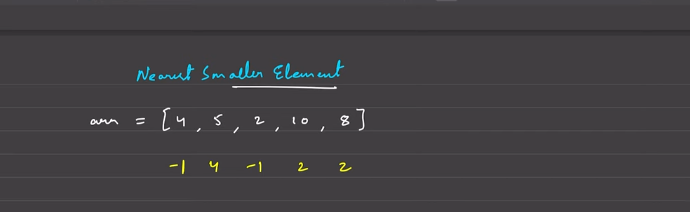 Nearest Smaller Element
arr = [4, 5, 2, 10, 8]
-1 4 -1 2 2